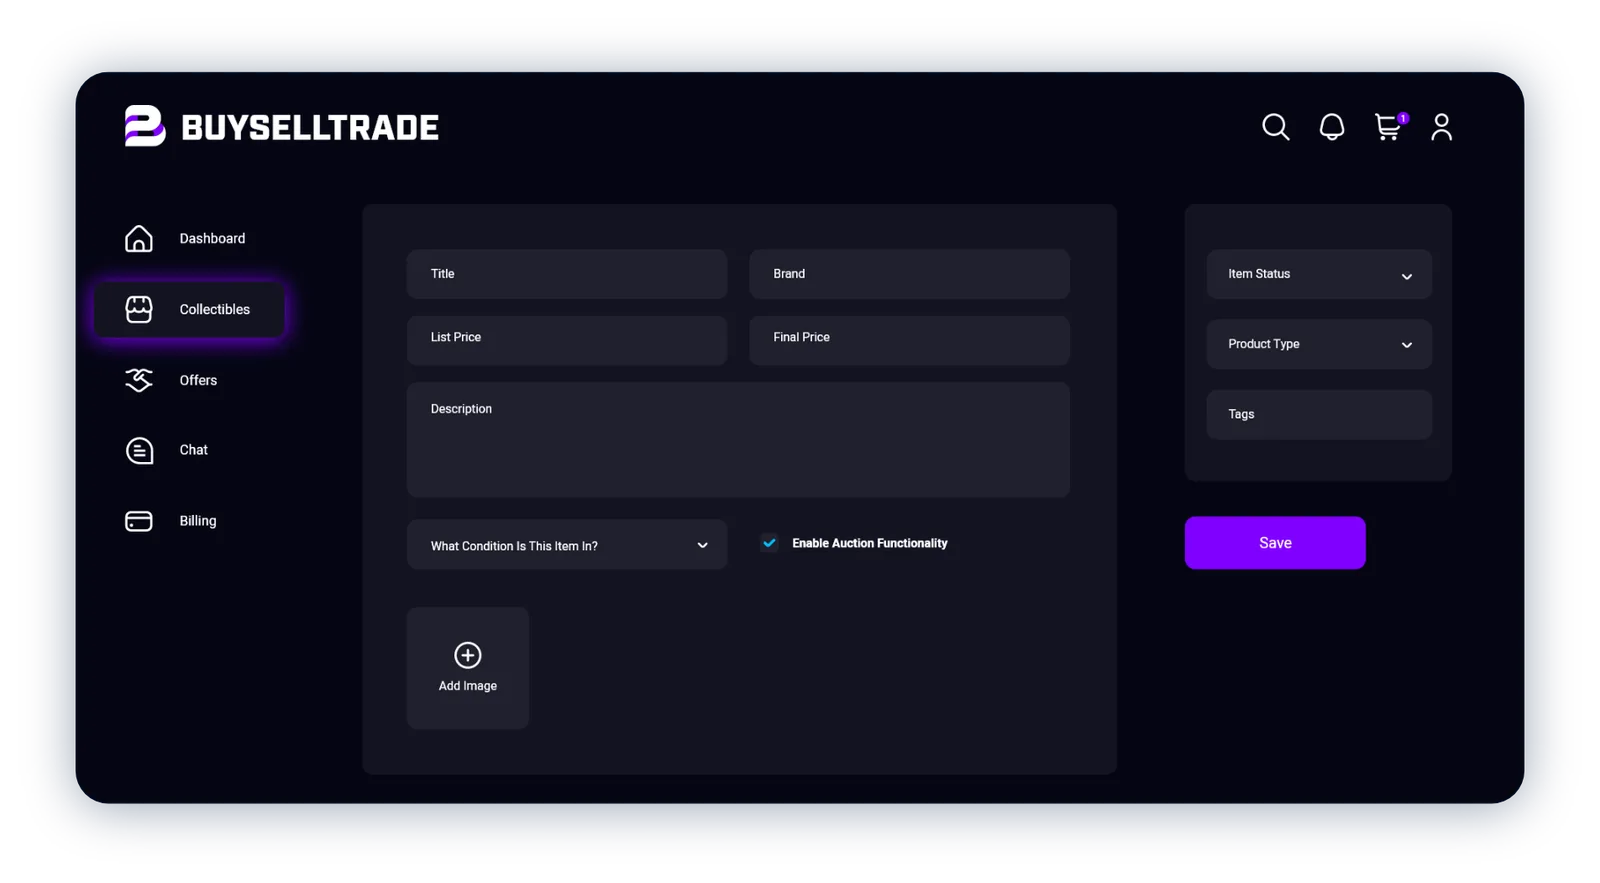 BUYSELLTRADE
1
Dashboard
Collectibles
Offers
Chat
Billing
Title
Brand
List Price
Final Price
Description
What Condition Is This Item In?
Enable Auction Functionality
Add Image
Item Status
Product Type
Tags
Save